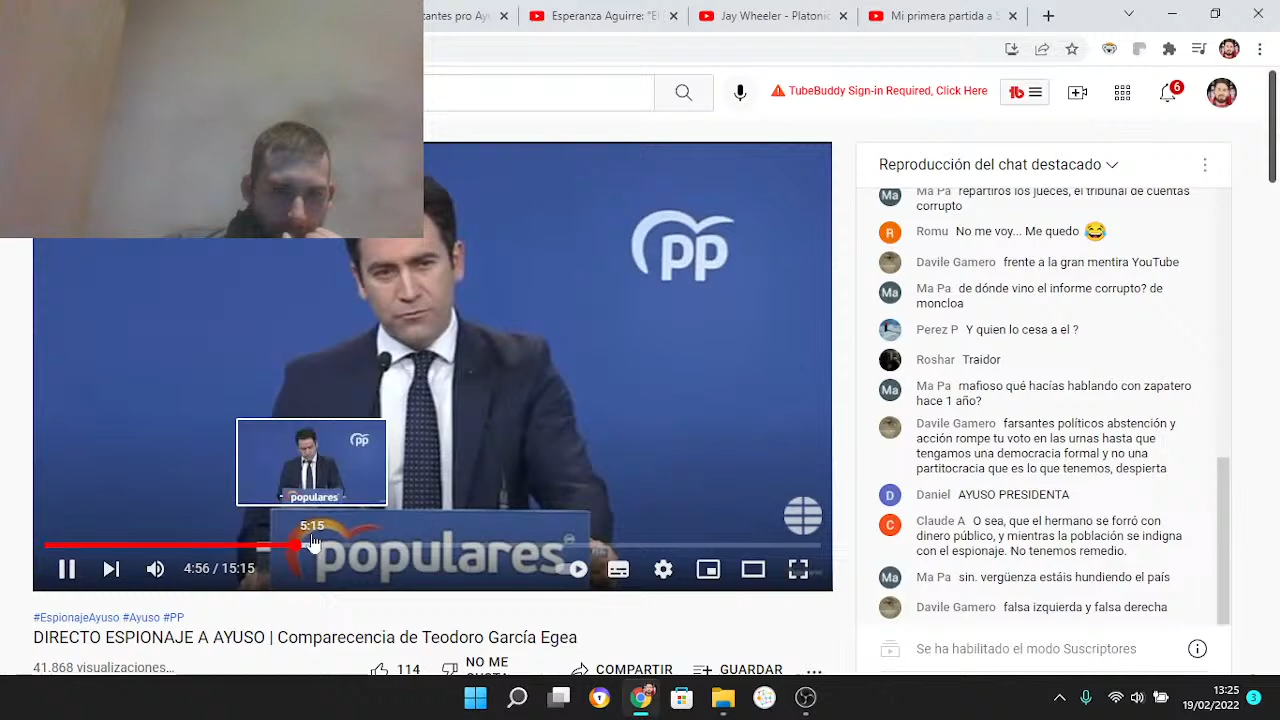 tantes pro Ay
Esperanza Aguirre: "El
Jay Wheeler - Platonic
Mi primera partida a S
TubeBuddy Sign-in Required, Click Here
tb
6
Reproducción del chat destacado
Ma Pa repartiros los jueces, el tribunal de cuentas
corrupto
R Romu No me voy... Me quedo 😂
Davile Gamero frente a la gran mentira YouTube
Ma Ma Pa de dónde vino el informe corrupto? de
moncloa
Perez P Y quien lo cesa a el ?
Roshar Traidor
Ma Ma Pa mafioso qué hacías hablando con zapatero
hace 1 año?
Davile Gamero farsantes políticos abstención y
acción rompe tu voto en las urnas hasta que
tengamos una democracia formal y no una
partitocracia que es lo que tenemos, despierta
D Daniel AYUSO PRESIDENTA
C Claude A O sea, que el hermano se forró con
dinero público, y mientras la población se indigna
con el espionaje. No tenemos remedio.
Ma Ma Pa sin. vergüenza estáis hundiendo el país
Davile Gamero falsa izquierda y falsa derecha
Se ha habilitado el modo Suscriptores
pp
pp
populares
5:15
populares
4:56 / 15:15
#EspionajeAyuso #Ayuso #PP
DIRECTO ESPIONAJE A AYUSO | Comparecencia de Teodoro García Egea
41.868 visualizaciones...
114
NO ME
GUSTA
COMPARTIR
GUARDAR
...
13:25
19/02/2022
3